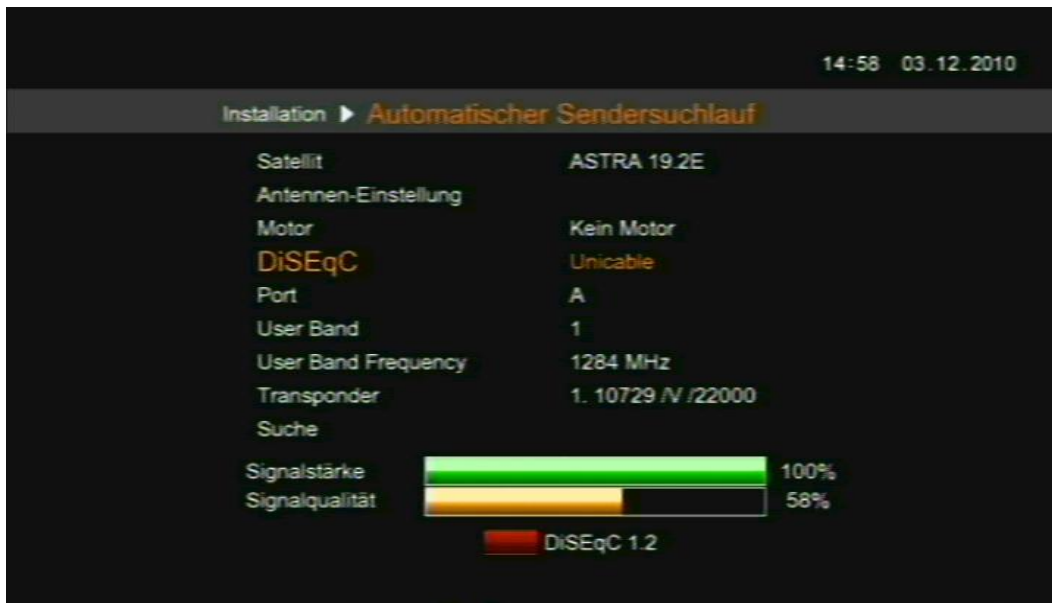 14:58 03.12.2010
Installation ▶ Automatischer Sendersuchlauf
Satellit ASTRA 19.2E
Antennen-Einstellung
Motor Kein Motor
DiSEqC Unicable
Port A
User Band 1
User Band Frequency 1284 MHz
Transponder 1. 10729 /V /22000
Suche
Signalstärke 100%
Signalqualität 58%
DiSEqC 1.2